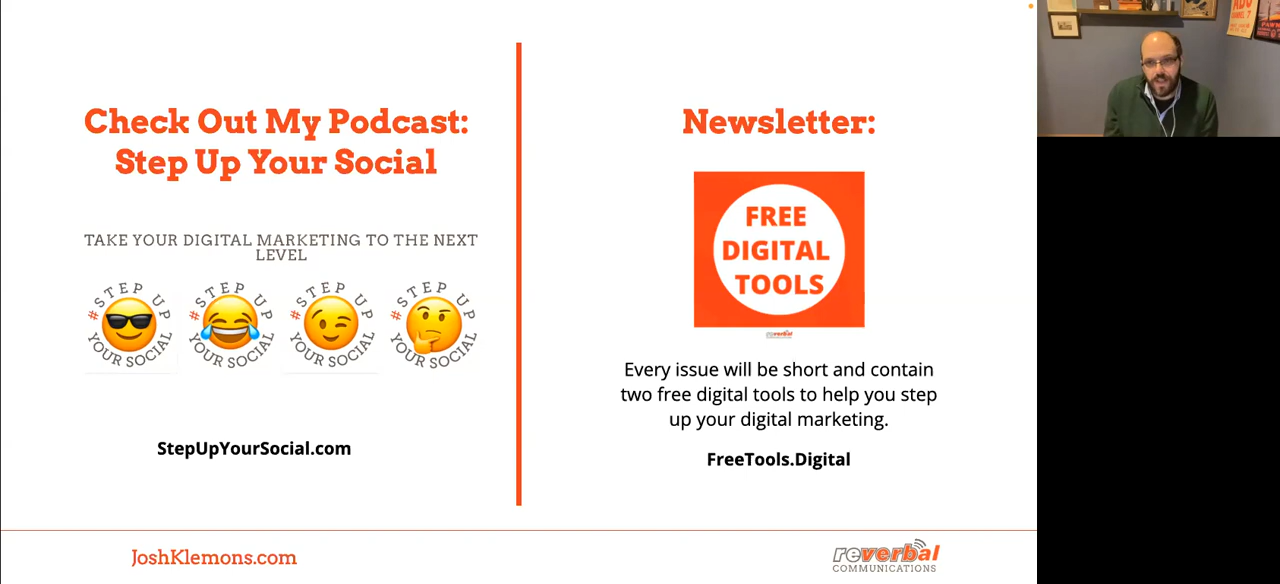 Check Out My Podcast:
Step Up Your Social
TAKE YOUR DIGITAL MARKETING TO THE NEXT
LEVEL
#STEP UP YOUR SOCIAL
#STEP UP YOUR SOCIAL
#STEP UP YOUR SOCIAL
#STEP UP YOUR SOCIAL
StepUpYourSocial.com
Newsletter:
FREE
DIGITAL
TOOLS
reverbal
Every issue will be short and contain
two free digital tools to help you step
up your digital marketing.
FreeTools.Digital
JoshKlemons.com
reverbal
COMMUNICATIONS